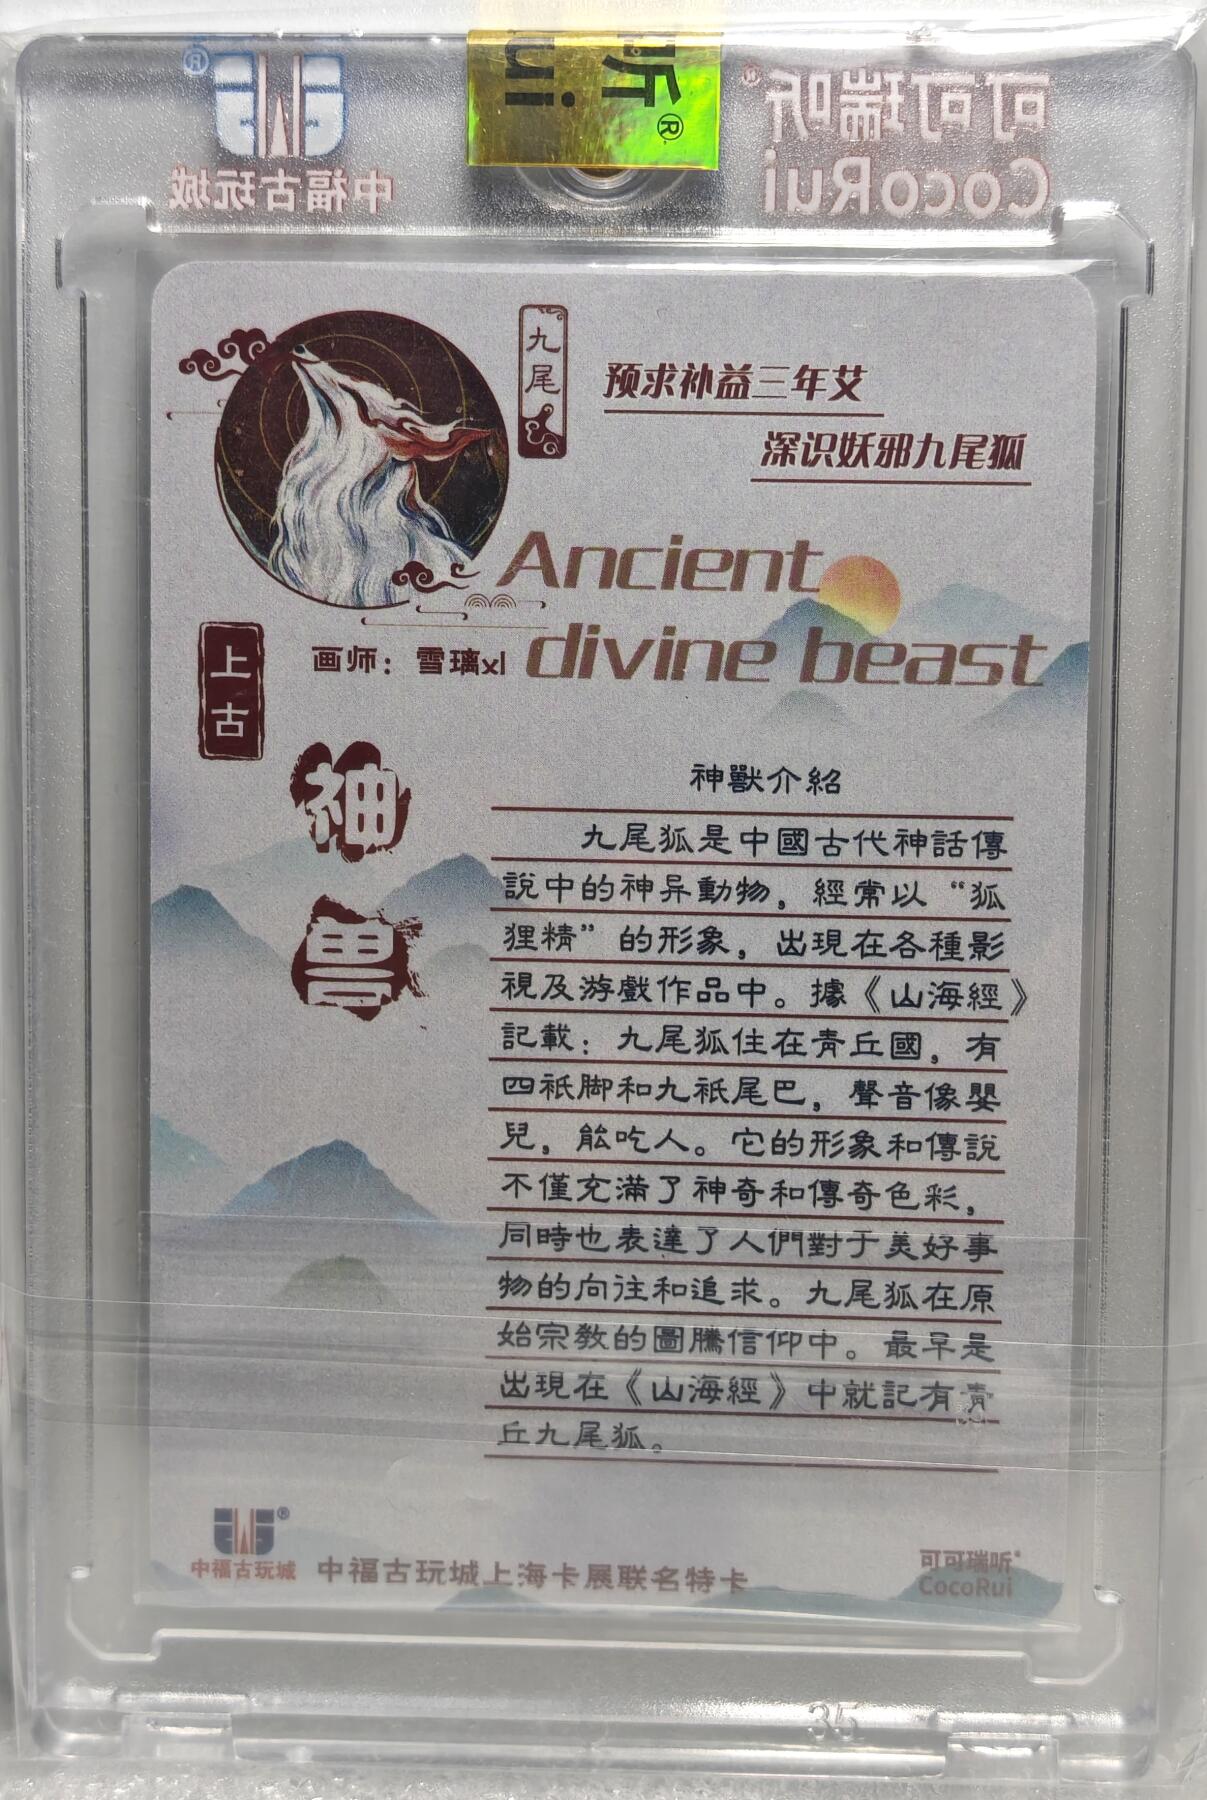 可可瑞听®
CocoRui
®
中福古玩城
听®
ui
九尾
预求补益三年艾
深识妖邪九尾狐
Ancient
divine beast
画师：雪璃xl
上古
神兽
神獸介紹
九尾狐是中國古代神話傳
說中的神异動物，經常以“狐
狸精”的形象，出現在各種影
視及游戲作品中。據《山海經》
記載：九尾狐住在青丘國，有
四祇脚和九祇尾巴，聲音像嬰
兒，能吃人。它的形象和傳說
不僅充滿了神奇和傳奇色彩，
同時也表達了人們對于美好事
物的向往和追求。九尾狐在原
始宗教的圖騰信仰中。最早是
出現在《山海經》中就記有青
丘九尾狐。
®
中福古玩城
中福古玩城上海卡展联名特卡
可可瑞听®
CocoRui
35